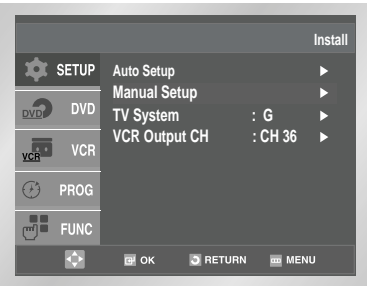 Install
SETUP
Auto Setup
Manual Setup
DVD DVD
TV System : G
VCR Output CH : CH 36
VCR VCR
PROG
FUNC
OK RETURN MENU